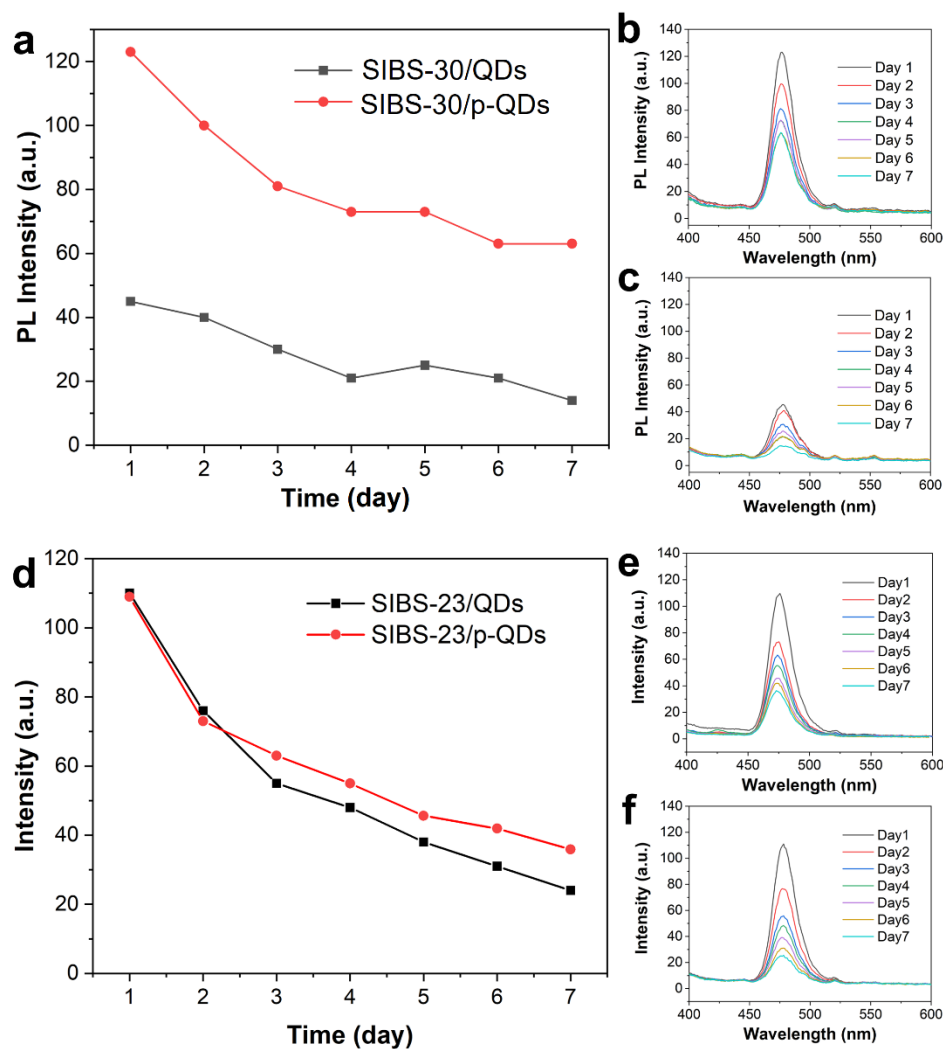 a
PL Intensity (a.u.)
120
100
80
60
40
20
0
SIBS-30/QDs
SIBS-30/p-QDs
1 2 3 4 5 6 7
Time (day)
b
PL Intensity (a.u.)
140
120
100
80
60
40
20
0
Day 1
Day 2
Day 3
Day 4
Day 5
Day 6
Day 7
400 450 500 550 600
Wavelength (nm)
c
PL Intensity (a.u.)
140
120
100
80
60
40
20
0
Day 1
Day 2
Day 3
Day 4
Day 5
Day 6
Day 7
400 450 500 550 600
Wavelength (nm)
d
Intensity (a.u.)
120
100
80
60
40
20
0
SIBS-23/QDs
SIBS-23/p-QDs
1 2 3 4 5 6 7
Time (day)
e
Intensity (a.u.)
140
120
100
80
60
40
20
0
Day1
Day2
Day3
Day4
Day5
Day6
Day7
400 450 500 550 600
Wavelength (nm)
f
Intensity (a.u.)
140
120
100
80
60
40
20
0
Day1
Day2
Day3
Day4
Day5
Day6
Day7
400 450 500 550 600
Wavelength (nm)